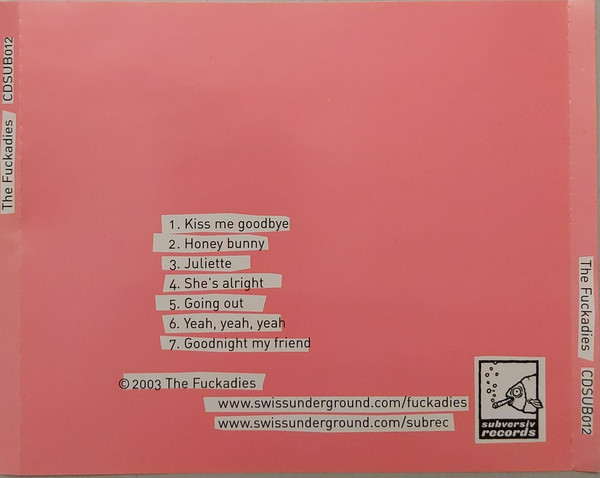 The Fuckadies CDSUB012
1. Kiss me goodbye
2. Honey bunny
3. Juliette
4. She's alright
5. Going out
6. Yeah, yeah, yeah
7. Goodnight my friend
© 2003 The Fuckadies
www.swissunderground.com/fuckadies
www.swissunderground.com/subrec
subversiv
records
The Fuckadies CDSUB012